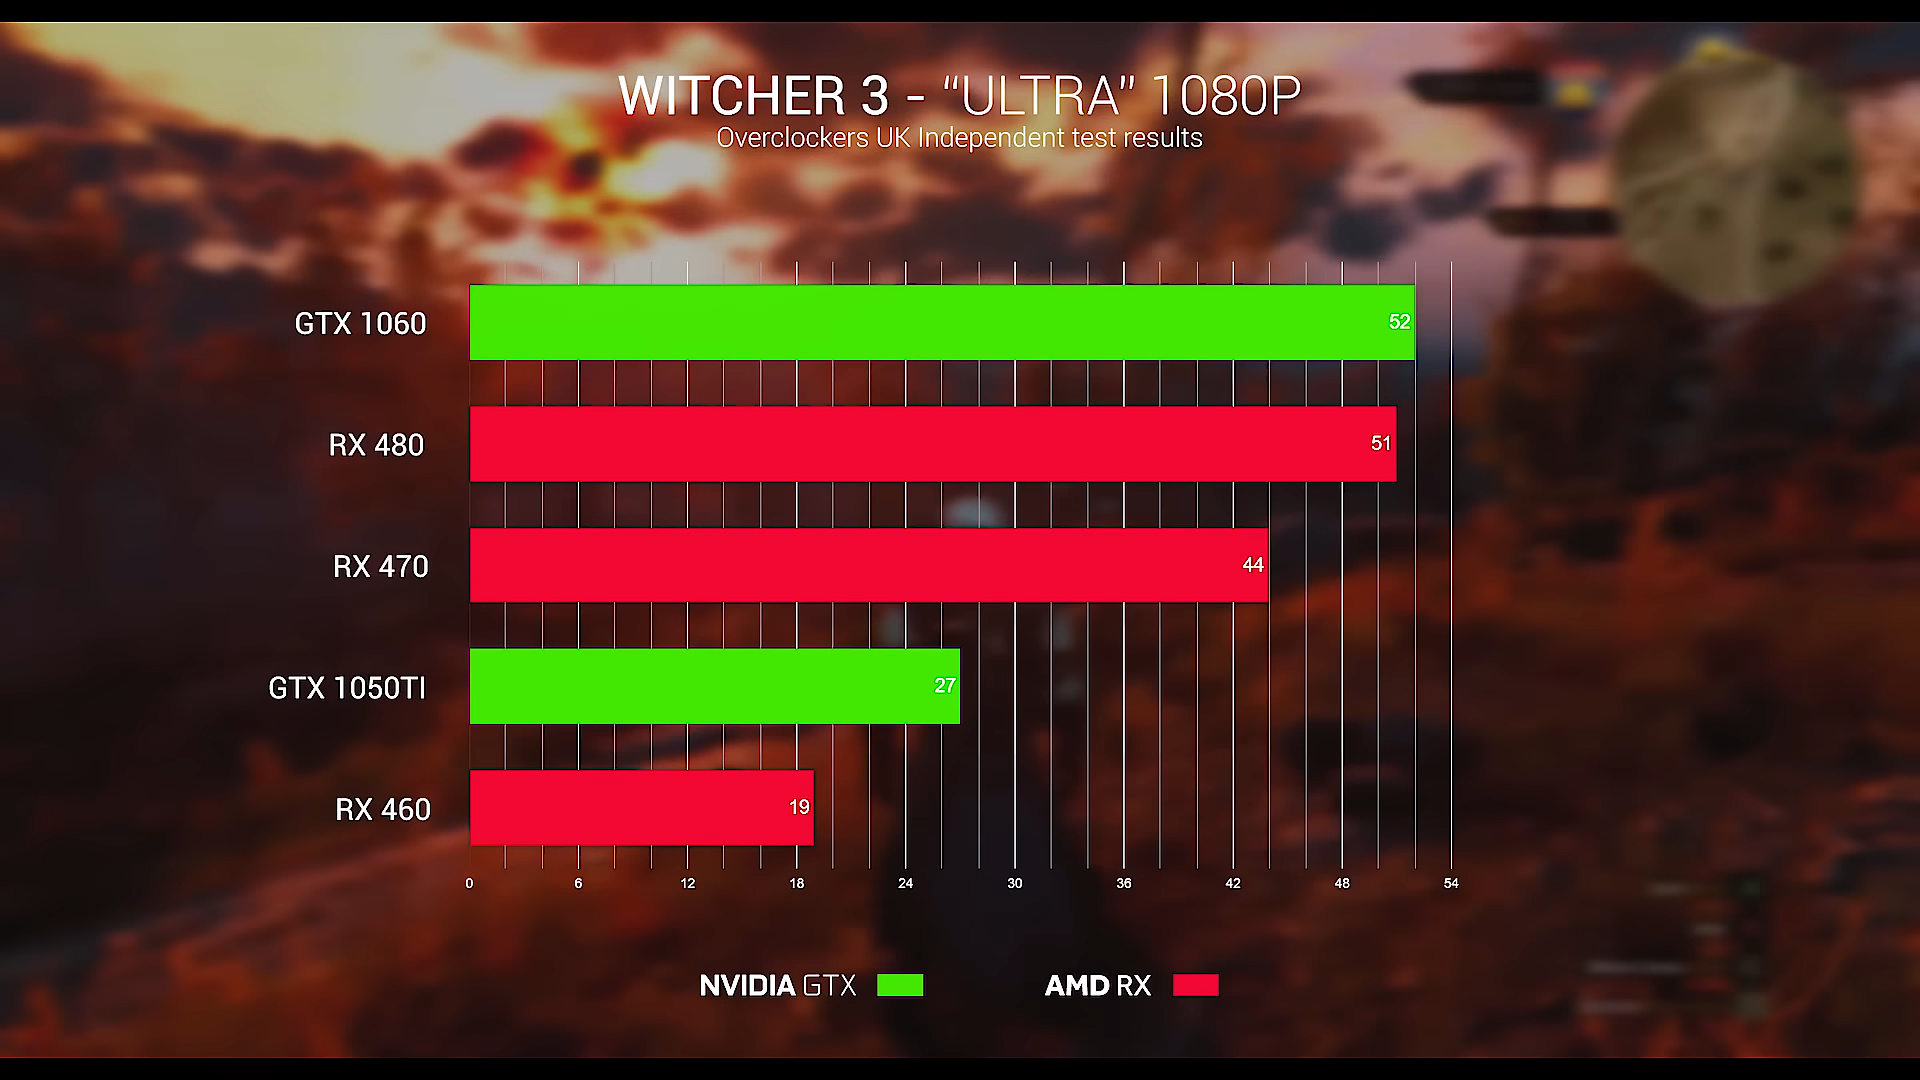 WITCHER 3 - “ULTRA” 1080P
Overclockers UK Independent test results
GTX 1060
52
RX 480
51
RX 470
44
GTX 1050TI
27
RX 460
19
0 6 12 18 24 30 36 42 48 54
NVIDIA GTX AMD RX